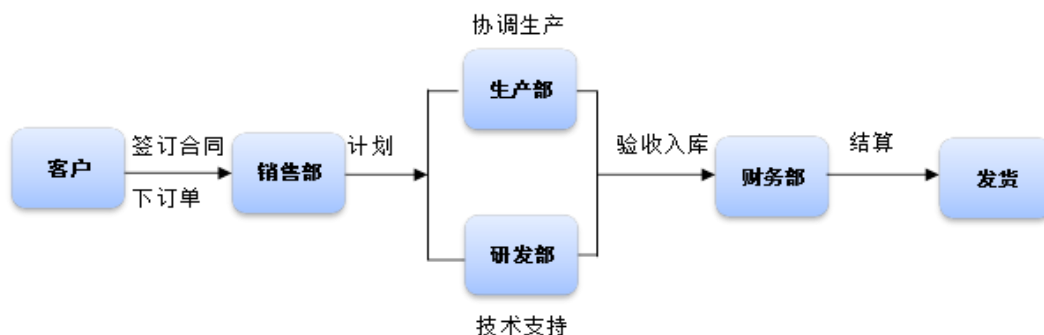 协调生产
生产部
签订合同
计划
验收入库
结算
客户
销售部
财务部
发货
下订单
研发部
技术支持